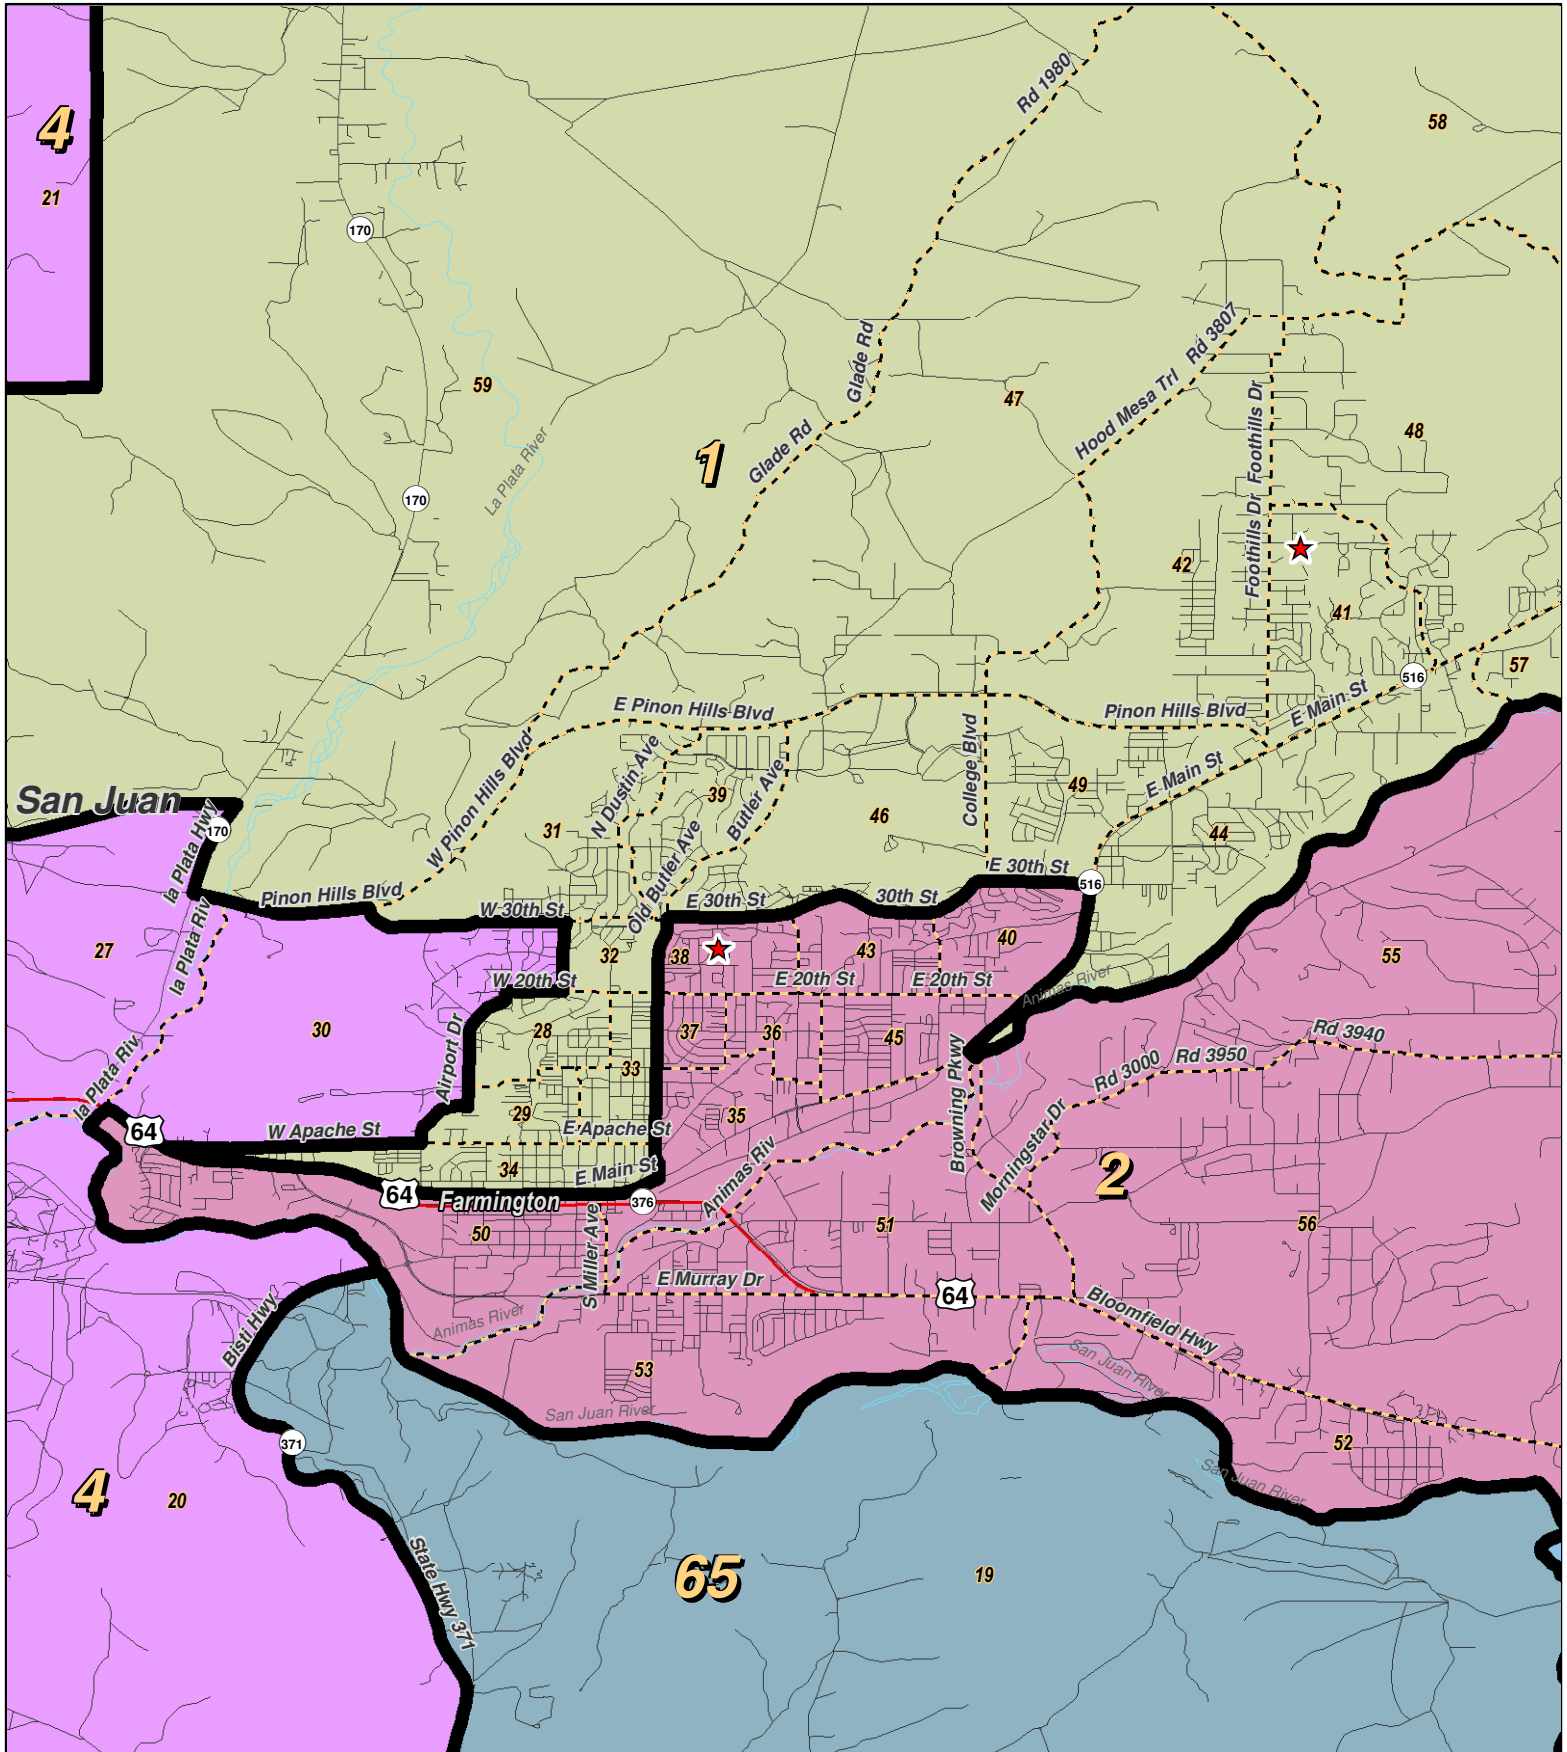 Rd 1980
58
4
21
170
Rd 3807
Glade Rd
59
47
Hood Mesa Trl
Foothills Dr
48
1
Glade Rd
La Plata River
170
Foothills Dr
42
41
57
516
E Main St
E Pinon Hills Blvd
Pinon Hills Blvd
W Pinon Hills Blvd
N Dustin Ave
College Blvd
E Main St
39
Butler Ave
49
San Juan
170
la Plata Hwy
31
46
44
Old Butler Ave
E 30th St
516
Pinon Hills Blvd
W 30th St
E 30th St
30th St
la Plata Riv
27
32
38
43
40
55
W 20th St
E 20th St
E 20th St
Animas River
30
28
37
36
45
Rd 3940
Airport Dr
33
Browning Pkwy
Rd 3000
Rd 3950
la Plata Riv
29
35
Morningstar Dr
64
W Apache St
E Apache St
34
E Main St
2
64
Farmington
376
Animas Riv
50
S Miller Ave
51
56
E Murray Dr
64
Bloomfield Hwy
Bisti Hwy
Animas River
San Juan River
53
San Juan River
371
52
San Juan River
4
20
State Hwy 371
65
19